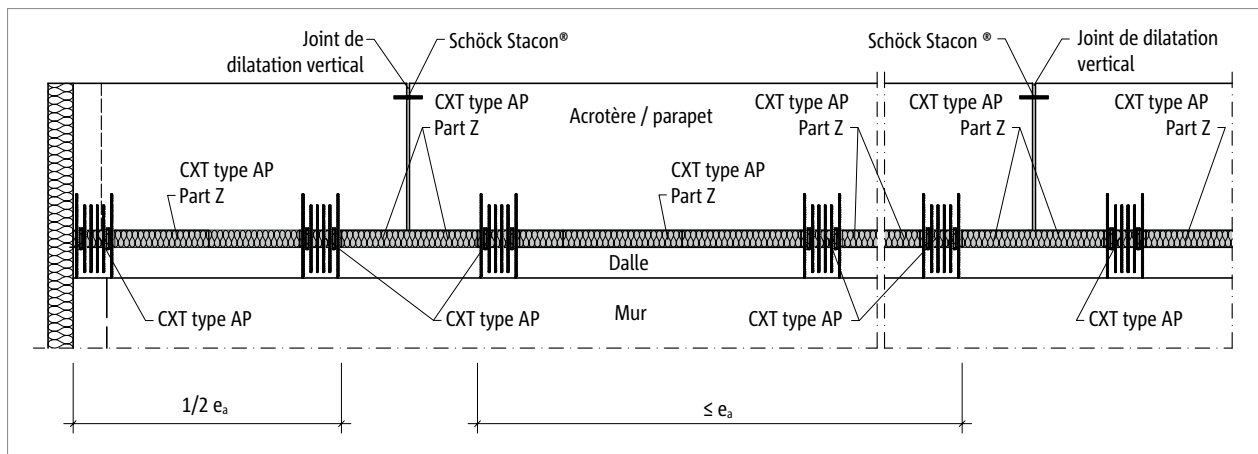 Joint de
dilatation vertical
Schöck Stacon®
Schöck Stacon ®
Joint de dilatation
vertical
CXT type AP
Part Z
Acrotère / parapet
CXT type AP
Part Z
CXT type AP
Part Z
CXT type AP
Part Z
CXT type AP
Part Z
CXT type AP
Part Z
CXT type AP
Part Z
Dalle
Mur
CXT type AP
CXT type AP
CXT type AP
CXT type AP
1/2 eₐ
≤ eₐ